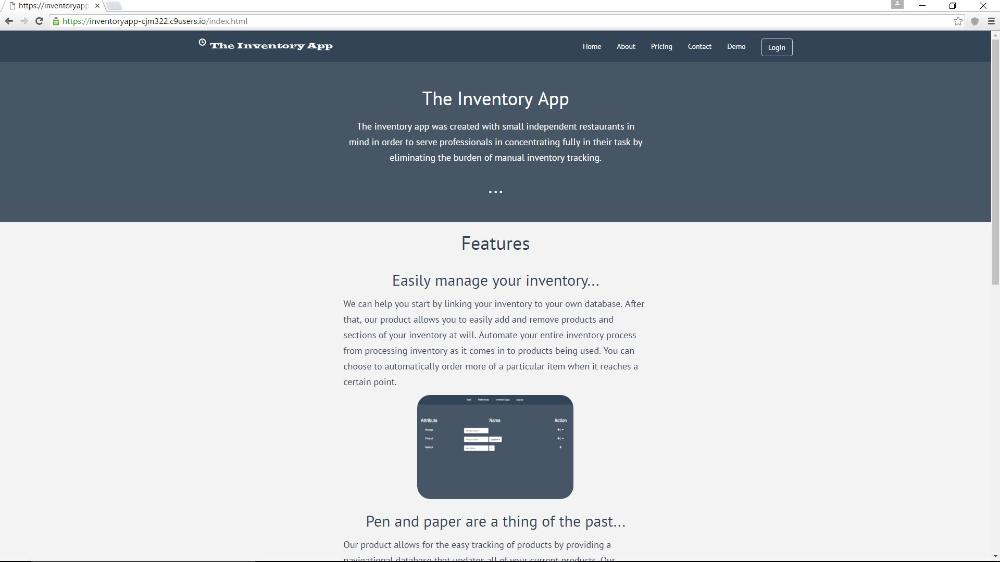 https://inventoryapp
https://inventoryapp-cjm322.c9users.io/index.html
The Inventory App
Home About Pricing Contact Demo Login
The Inventory App
The inventory app was created with small independent restaurants in
mind in order to serve professionals in concentrating fully in their task by
eliminating the burden of manual inventory tracking.
...
Features
Easily manage your inventory...
We can help you start by linking your inventory to your own database. After
that, our product allows you to easily add and remove products and
sections of your inventory at will. Automate your entire inventory process
from processing inventory as it comes in to products being used. You can
choose to automatically order more of a particular item when it reaches a
certain point.
Track Preferences Inventory Logs Log out
Attribute Name Action
Storage Storage Name + | -
Product Product Name Location + | -
Restock Item Name +
Pen and paper are a thing of the past...
Our product allows for the easy tracking of products by providing a
navigational database that updates all of your current products. Our